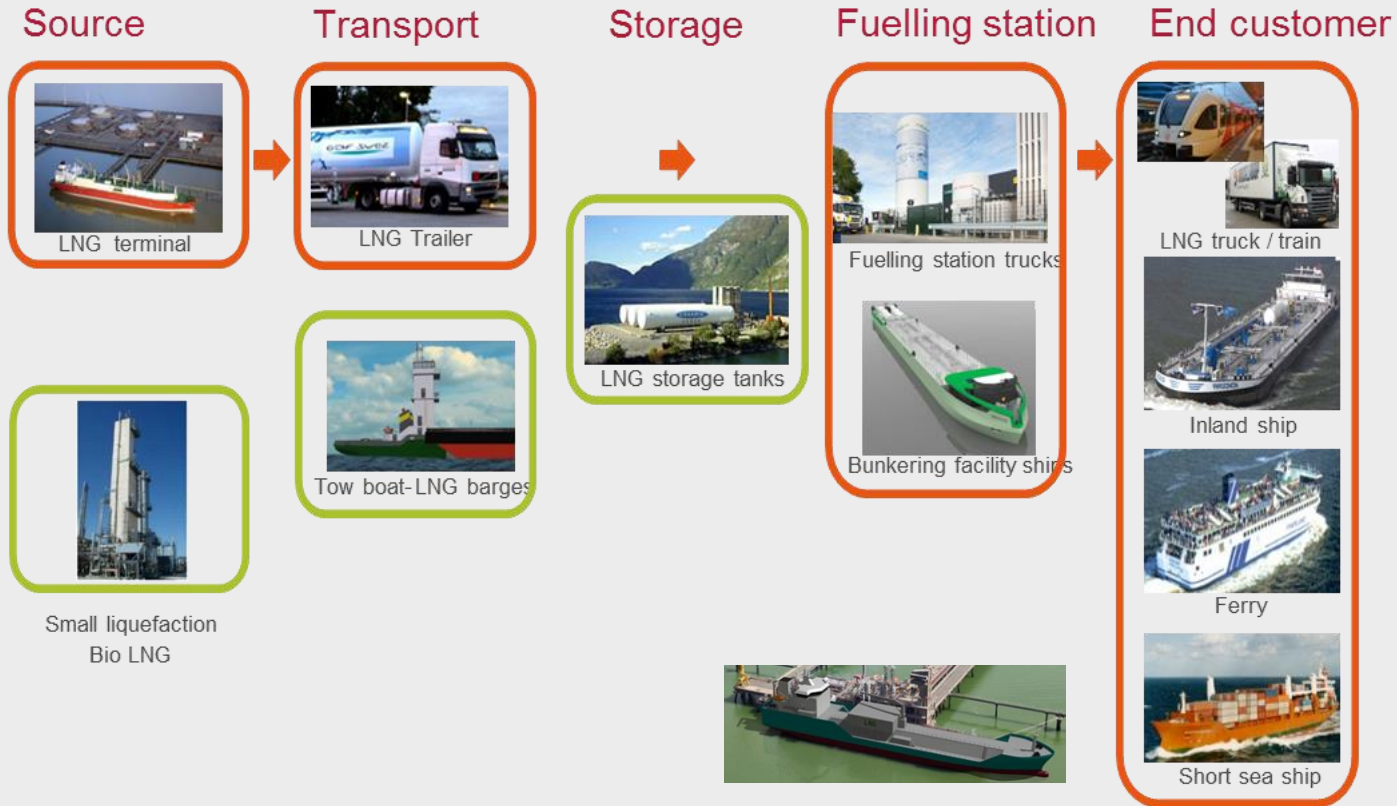 Source
Transport
Storage
Fuelling station
End customer
LNG terminal
Small liquefaction
Bio LNG
LNG Trailer
Tow boat-LNG barges
LNG storage tanks
Fuelling station trucks
Bunkering facility ships
LNG truck / train
Inland ship
Ferry
Short sea ship
LNG